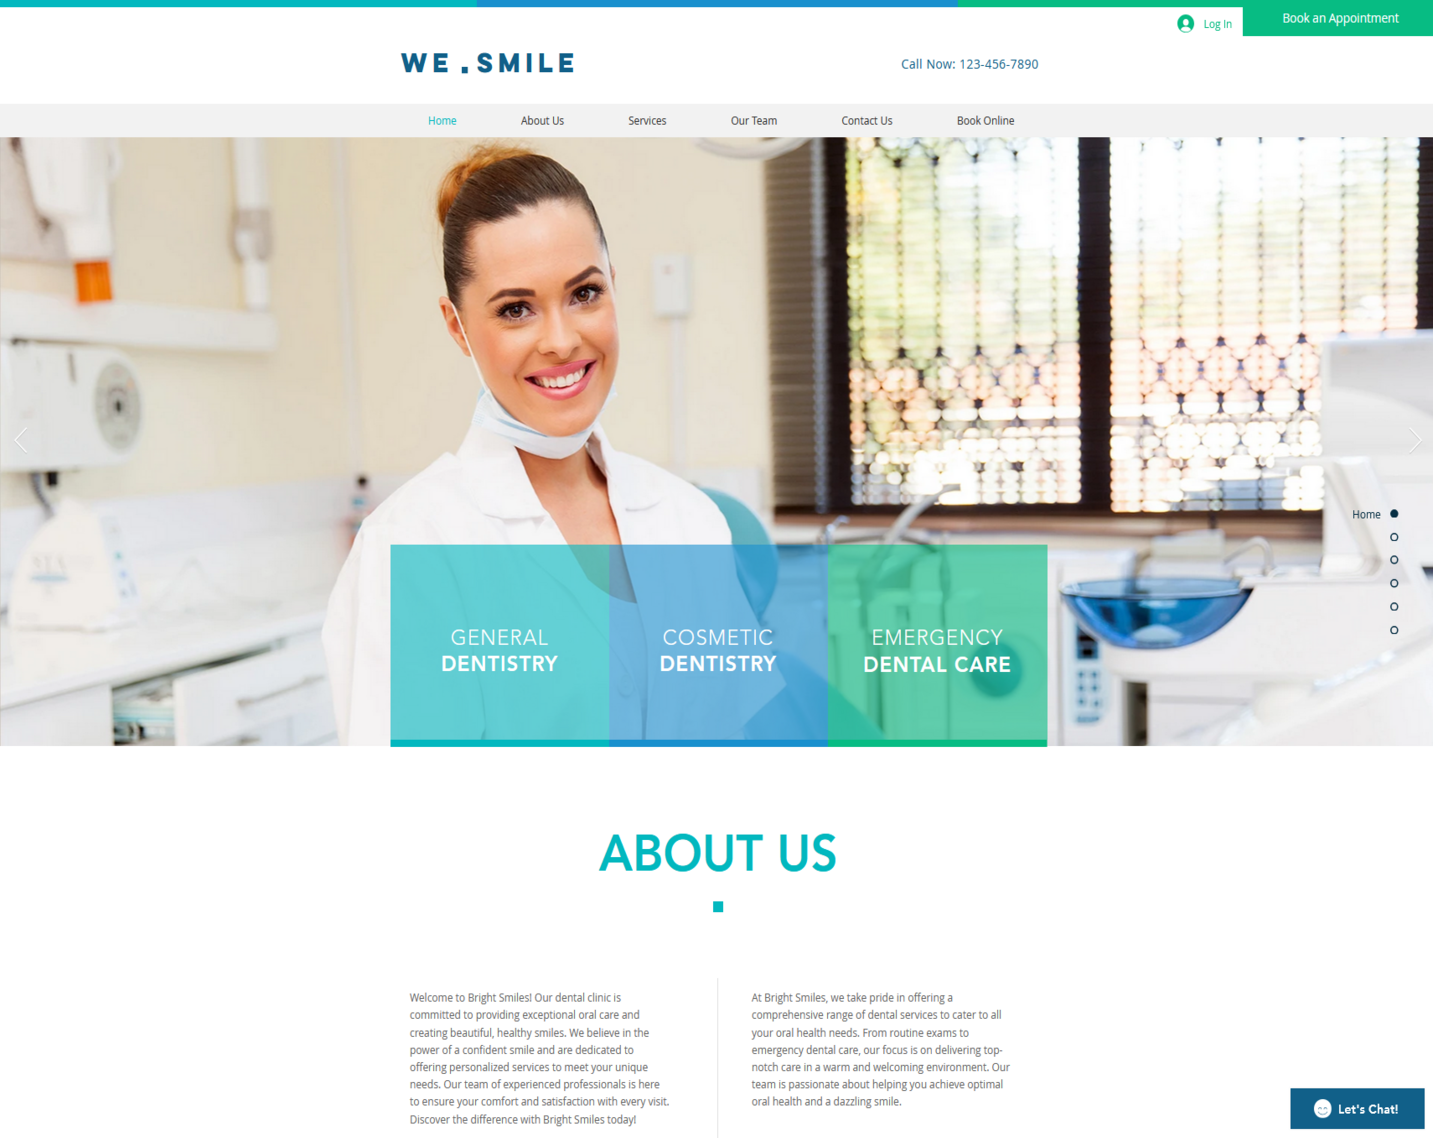 Log In
Book an Appointment
WE.SMILE
Call Now: 123-456-7890
Home
About Us
Services
Our Team
Contact Us
Book Online
Home
GENERAL
DENTISTRY
COSMETIC
DENTISTRY
EMERGENCY
DENTAL CARE
ABOUT US
Welcome to Bright Smiles! Our dental clinic is
committed to providing exceptional oral care and
creating beautiful, healthy smiles. We believe in the
power of a confident smile and are dedicated to
offering personalized services to meet your unique
needs. Our team of experienced professionals is here
to ensure your comfort and satisfaction with every visit.
Discover the difference with Bright Smiles today!
At Bright Smiles, we take pride in offering a
comprehensive range of dental services to cater to all
your oral health needs. From routine exams to
emergency dental care, our focus is on delivering top-
notch care in a warm and welcoming environment. Our
team is passionate about helping you achieve optimal
oral health and a dazzling smile.
Let's Chat!